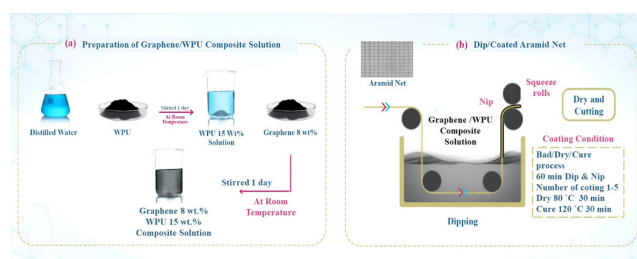 (a) Preparation of Graphene/WPU Composite Solution
Distilled Water
WPU
Stirred 1 day
At Room
Tempreature
WPU 15 Wt%
Solution
Graphene 8 wt%
Stirred 1 day
At Room
Temperature
Graphene 8 wt.%
WPU 15 wt.%
Composite Solution
(b) Dip/Coated Aramid Net
Aramid Net
Nip
Squeeze
rolls
Graphene /WPU
Composite
Solution
Dipping
Dry and
Cutting
Coating Condition
Bad/Dry/Cure
process
60 min Dip & Nip
Number of coting 1-5
Dry 80 °C 30 min
Cure 120 °C 30 min